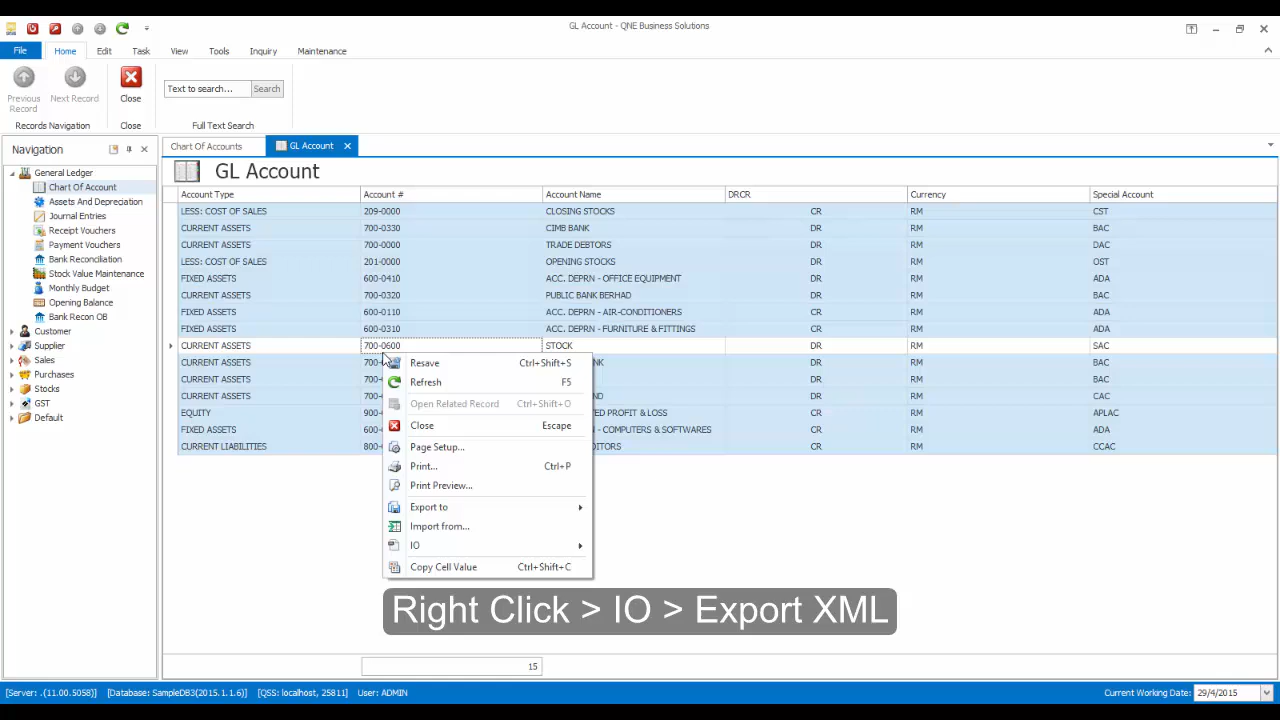 GL Account - QNE Business Solutions
File Home Edit Task View Tools Inquiry Maintenance
Previous Record
Next Record
Close
Text to search... Search
Records Navigation Close Full Text Search
Navigation
Chart Of Accounts GL Account
General Ledger
Chart Of Account
Assets And Depreciation
Journal Entries
Receipt Vouchers
Payment Vouchers
Bank Reconciliation
Stock Value Maintenance
Monthly Budget
Opening Balance
Bank Recon OB
Customer
Supplier
Sales
Purchases
Stocks
GST
Default
GL Account
Account Type Account # Account Name DRCR Currency Special Account
LESS: COST OF SALES 209-0000 CLOSING STOCKS CR RM CST
CURRENT ASSETS 700-0330 CIMB BANK DR RM BAC
CURRENT ASSETS 700-0000 TRADE DEBTORS DR RM DAC
LESS: COST OF SALES 201-0000 OPENING STOCKS DR RM OST
FIXED ASSETS 600-0410 ACC. DEPRN - OFFICE EQUIPMENT DR RM ADA
CURRENT ASSETS 700-0320 PUBLIC BANK BERHAD DR RM BAC
FIXED ASSETS 600-0110 ACC. DEPRN - AIR-CONDITIONERS CR RM ADA
FIXED ASSETS 600-0310 ACC. DEPRN - FURNITURE & FITTINGS CR RM ADA
CURRENT ASSETS 700-0600 STOCK DR RM SAC
CURRENT ASSETS DR RM BAC
CURRENT ASSETS DR RM BAC
CURRENT ASSETS DR RM CAC
EQUITY PROFIT & LOSS CR RM APLAC
FIXED ASSETS - COMPUTERS & SOFTWARES CR RM ADA
CURRENT LIABILITIES CR RM CCAC
Resave Ctrl+Shift+S
Refresh F5
Open Related Record Ctrl+Shift+O
Close Escape
Page Setup...
Print... Ctrl+P
Print Preview...
Export to
Import from...
IO
Copy Cell Value Ctrl+Shift+C
Right Click > IO > Export XML
15
[Server: .(11.00.5058)] [Database: SampleDB3(2015.1.1.6)] [QSS: localhost, 25811] User: ADMIN Current Working Date: 29/4/2015